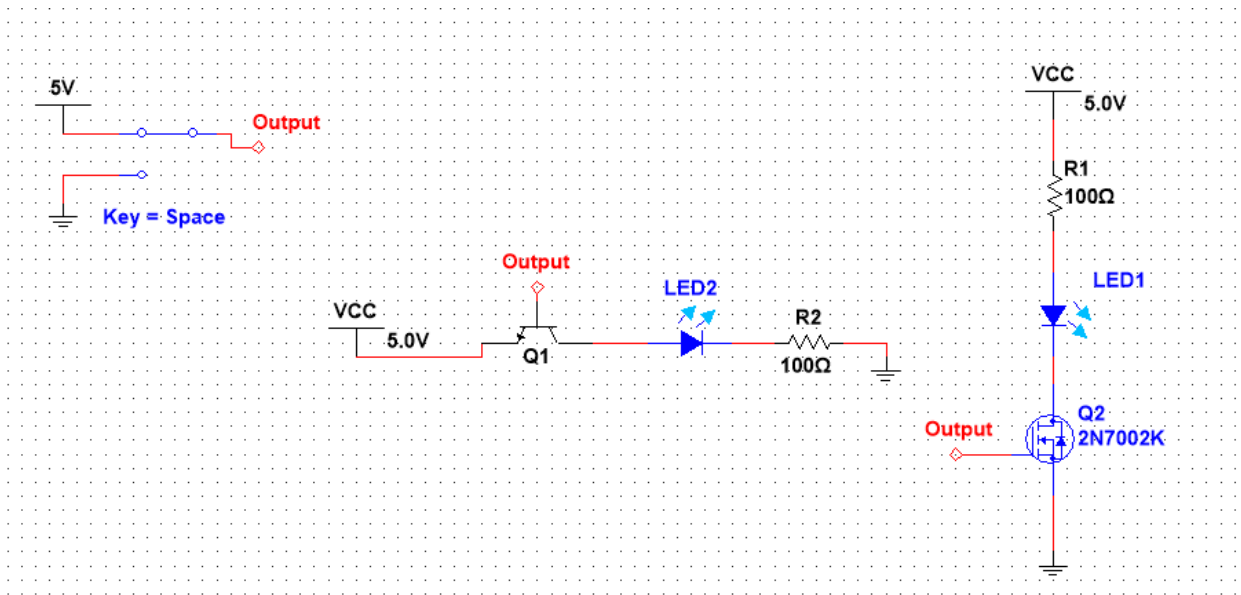 5V
Output
Key = Space
VCC
5.0V
Output
Q1
LED2
R2
100Ω
VCC
5.0V
R1
100Ω
LED1
Output
Q2
2N7002K